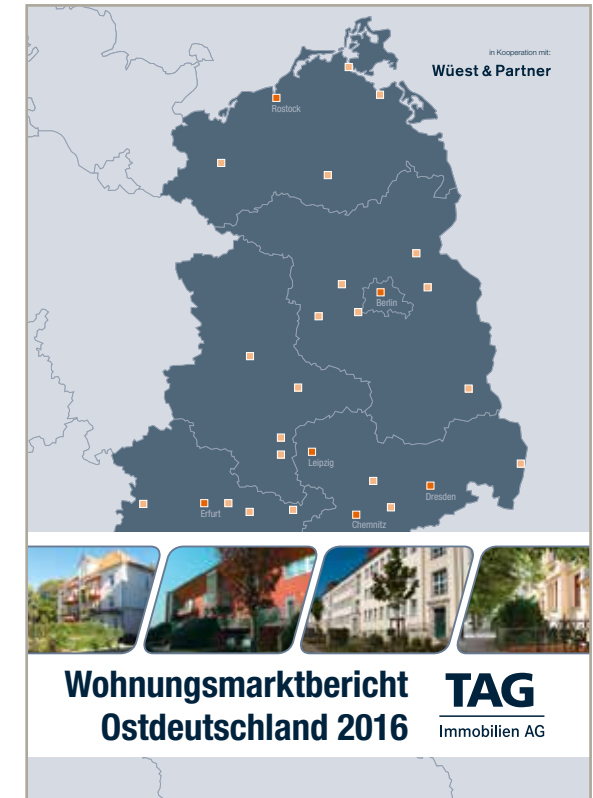 in Kooperation mit:
Wüest & Partner
Rostock
Berlin
Leipzig
Dresden
Erfurt
Chemnitz
Wohnungsmarktbericht
Ostdeutschland 2016
TAG
Immobilien AG